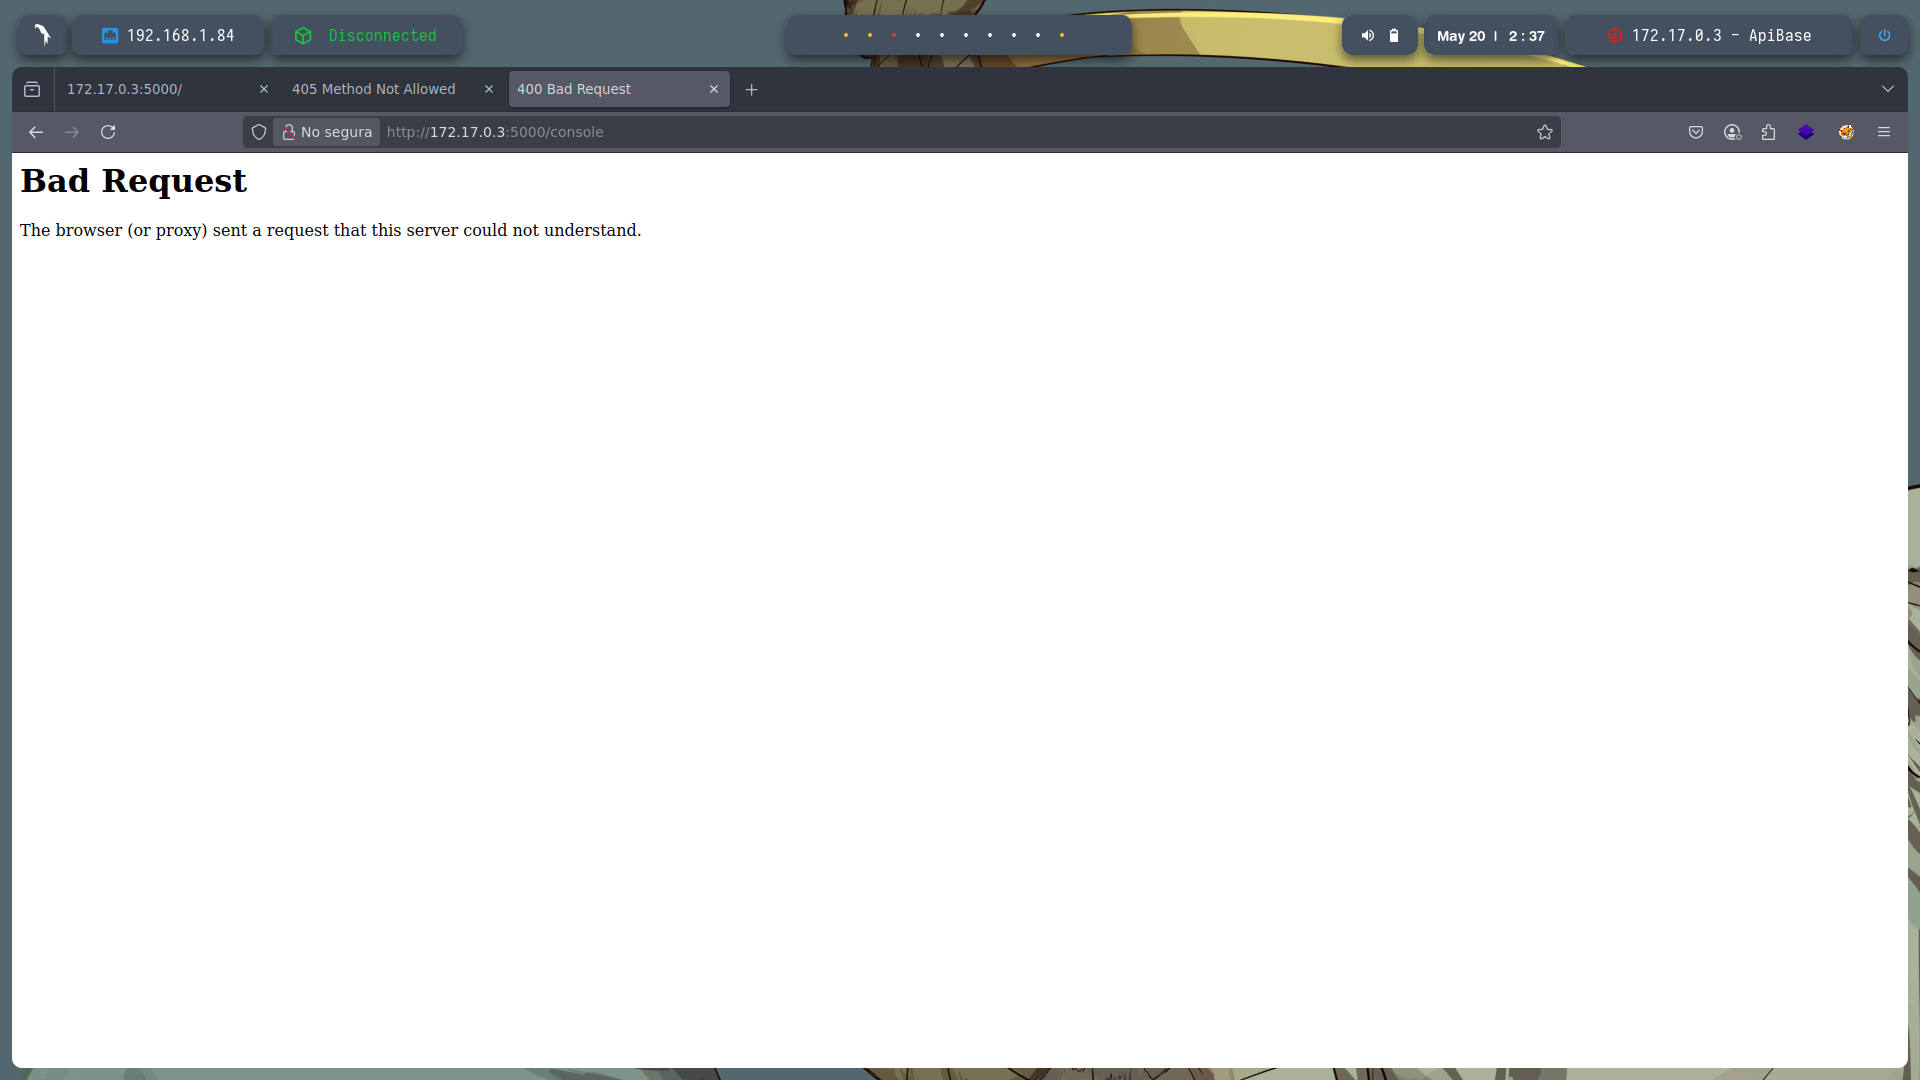 192.168.1.84
Disconnected
May 20 | 2:37
172.17.0.3 - ApiBase
172.17.0.3:5000/
405 Method Not Allowed
400 Bad Request
No segura
http://172.17.0.3:5000/console
Bad Request
The browser (or proxy) sent a request that this server could not understand.